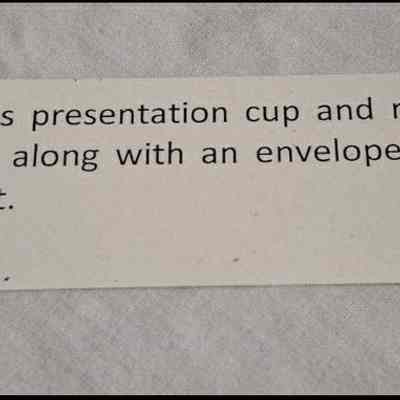 s presentation cup and
along with an envelope
t.
.